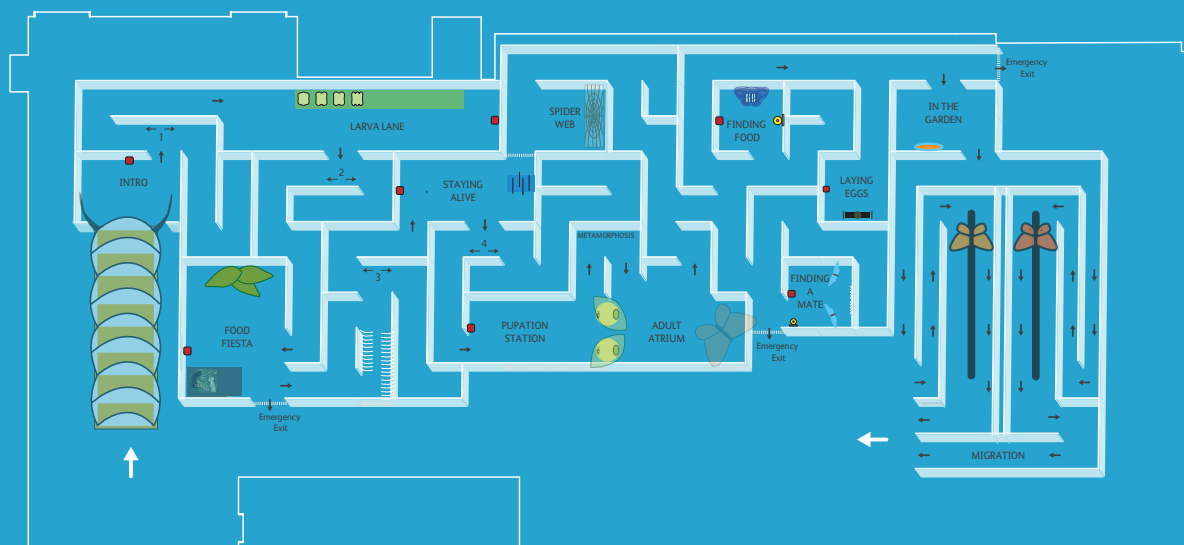 Emergency
Exit
IN THE
GARDEN
SPIDER
WEB
FINDING
FOOD
LARVA LANE
1
INTRO
2
STAYING
ALIVE
LAYING
EGGS
METAMORPHOSIS
4
3
FINDING
A
MATE
FOOD
FIESTA
PUPATION
STATION
ADULT
ATRIUM
Emergency
Exit
Emergency
Exit
MIGRATION